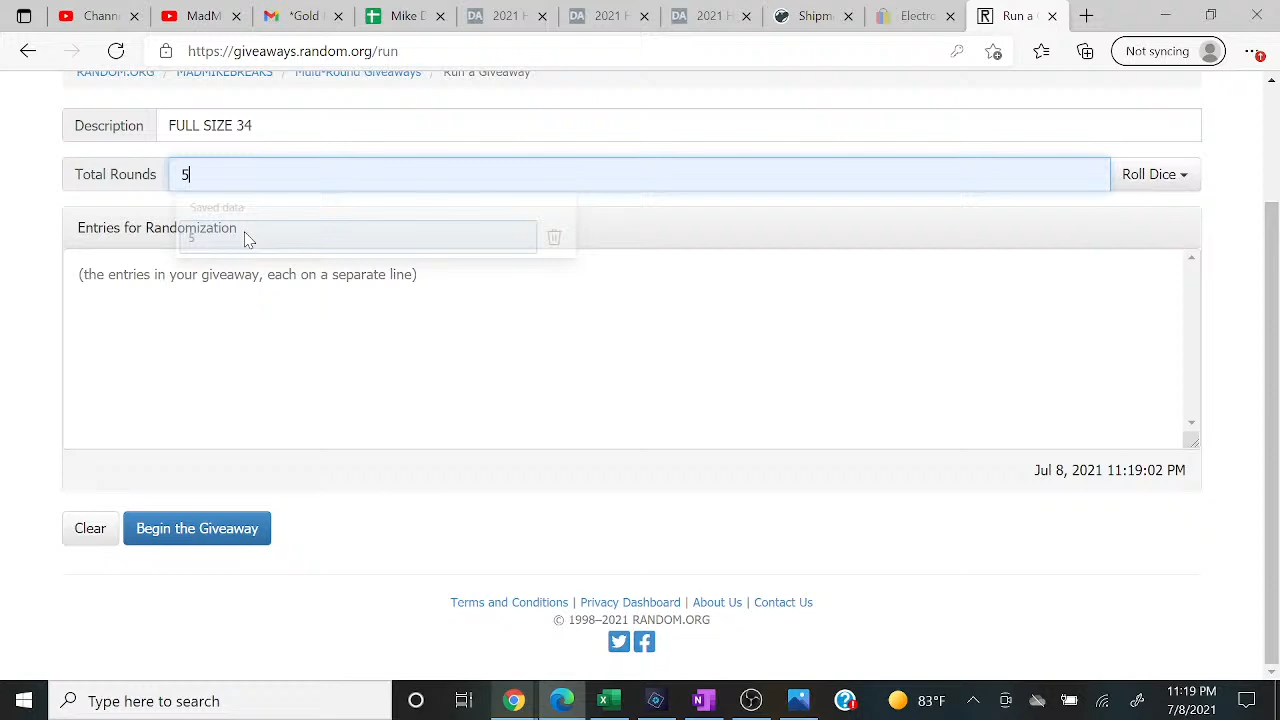 Chann
MadM
*Gold
Mike D
DA 2021 H
DA 2021 H
DA 2021 H
Shipm
Electro
R Run a
https://giveaways.random.org/run
Not syncing
RANDOM.ORG / MADMIKEBREAKS / Multi-Round Giveaways / Run a Giveaway
Description FULL SIZE 34
Total Rounds 5 Roll Dice
Saved data
Entries for Randomization
5
(the entries in your giveaway, each on a separate line)
Jul 8, 2021 11:19:02 PM
Clear Begin the Giveaway
Terms and Conditions | Privacy Dashboard | About Us | Contact Us
© 1998–2021 RANDOM.ORG
Type here to search
83°F
11:19 PM
7/8/2021